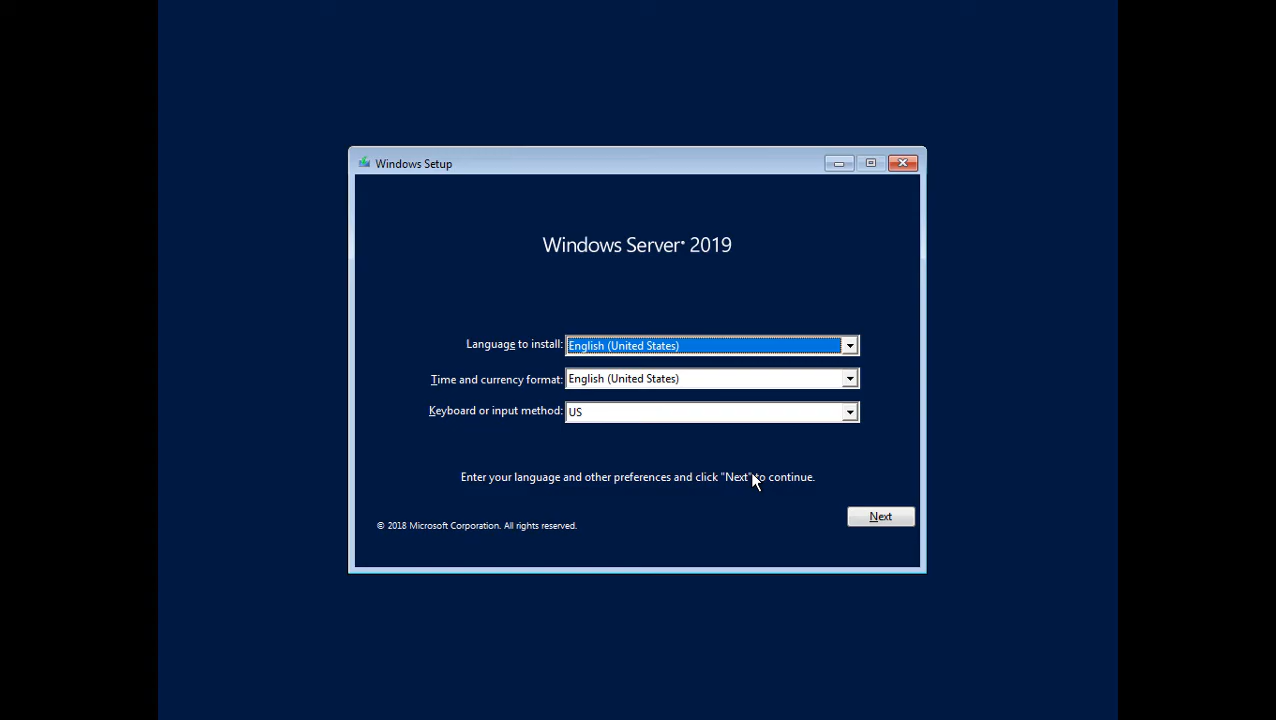 Windows Setup
Windows Server® 2019
Language to install: English (United States)
Time and currency format: English (United States)
Keyboard or input method: US
Enter your language and other preferences and click "Next" to continue.
Next
© 2018 Microsoft Corporation. All rights reserved.